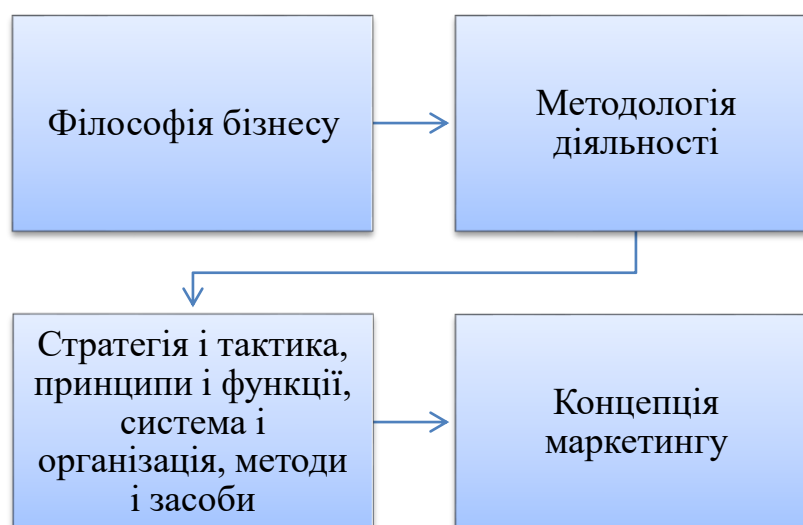 Філософія бізнесу
Методологія
діяльності
Стратегія і тактика,
принципи і функції,
система і
організація, методи
і засоби
Концепція
маркетингу